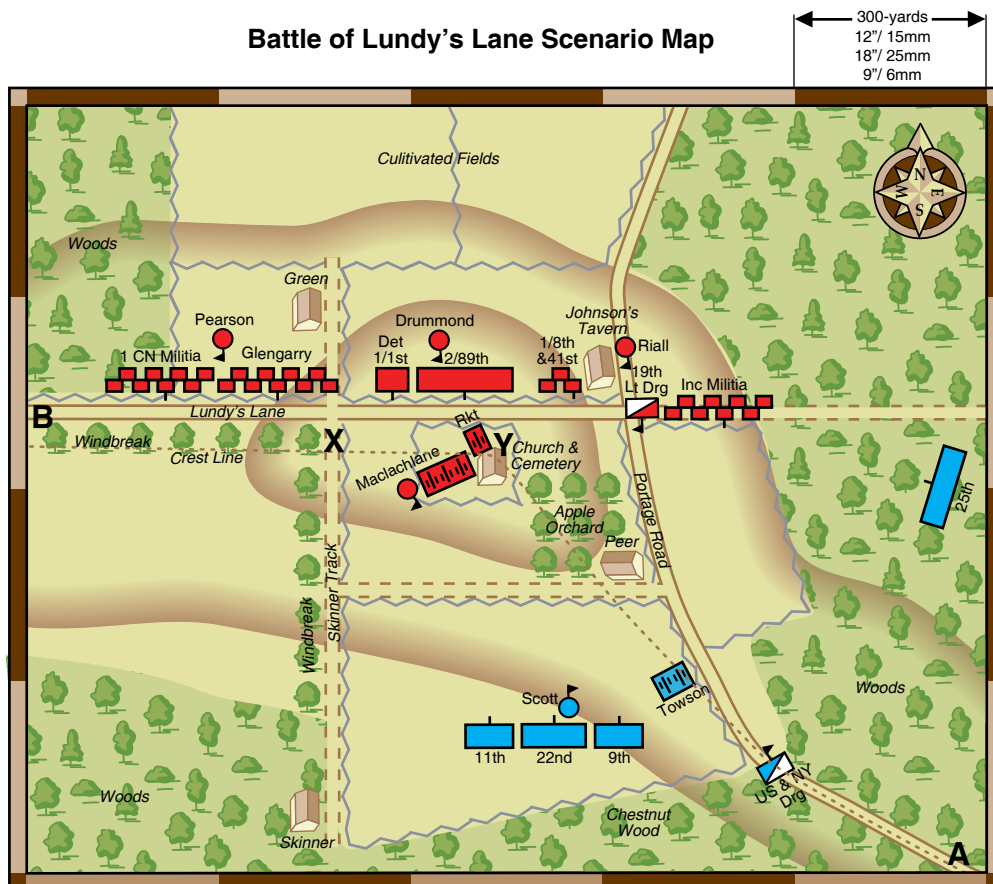 Battle of Lundy's Lane Scenario Map
300-yards
12"/ 15mm
18"/ 25mm
9"/ 6mm
Culitivated Fields
N
W
E
S
Woods
Green
Johnson's
Tavern
Pearson
Drummond
Riall
1 CN Militia
Glengarry
Det
1/1st
2/89th
1/8th
&41st
19th
Lt Drg
Inc Militia
B
Lundy's Lane
Windbreak
Crest Line
X
Rkt
Y
Church &
Cemetery
Maclachlane
25th
Apple
Orchard
Portage Road
Peer
Skinner Track
Windbreak
Scott
Towson
Woods
11th
22nd
9th
US & NY
Drg
Woods
Chestnut
Wood
Skinner
A